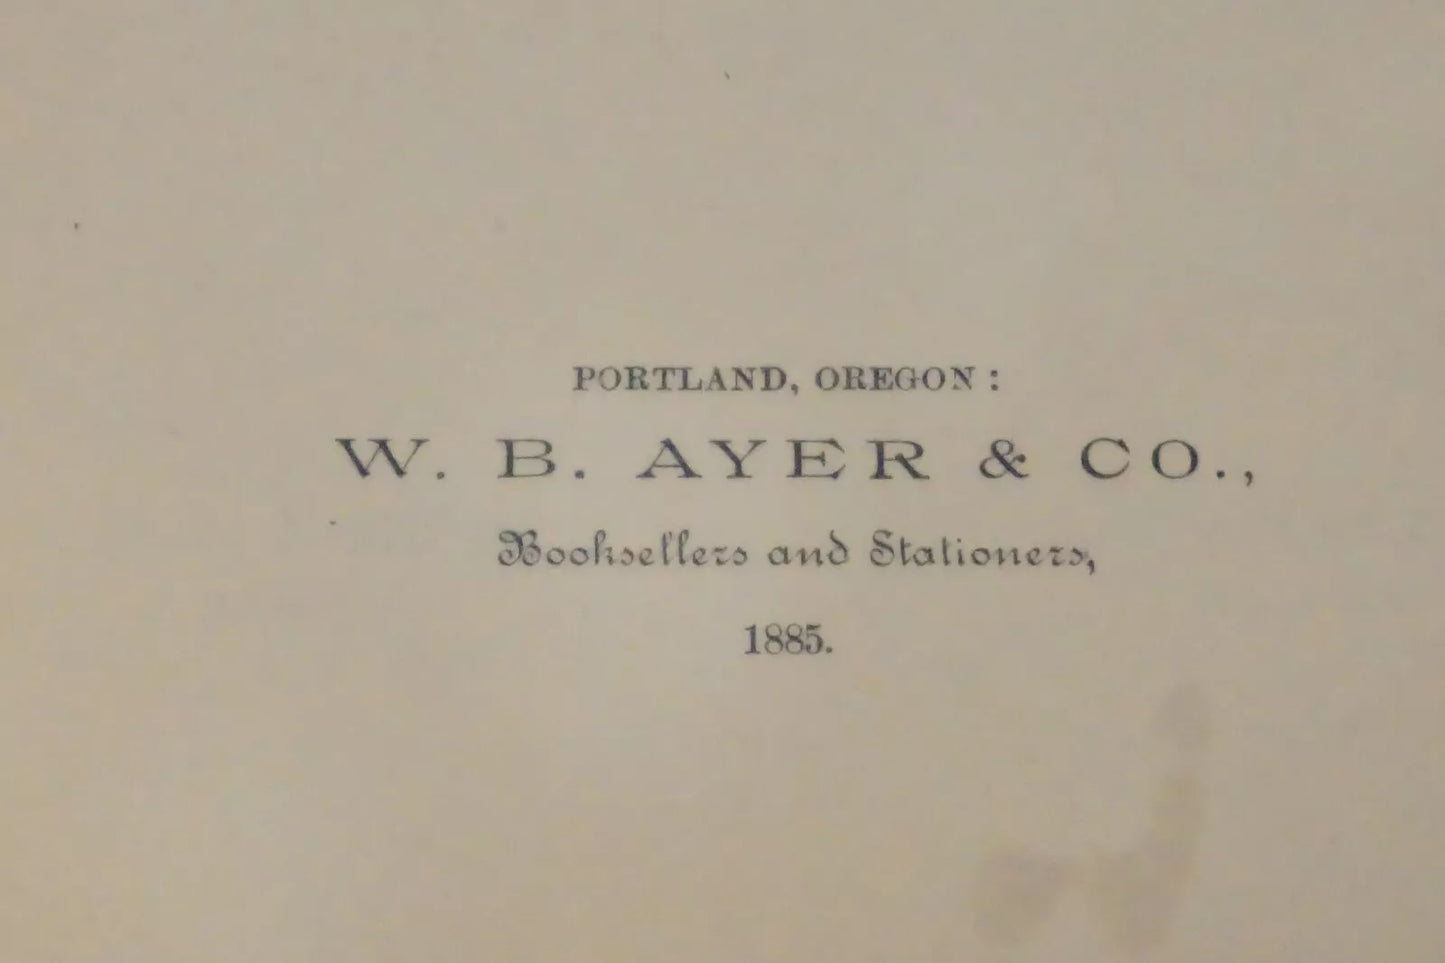 PORTLAND, OREGON :
W. B. AYER & CO.,
Booksellers and Stationers,
1885.